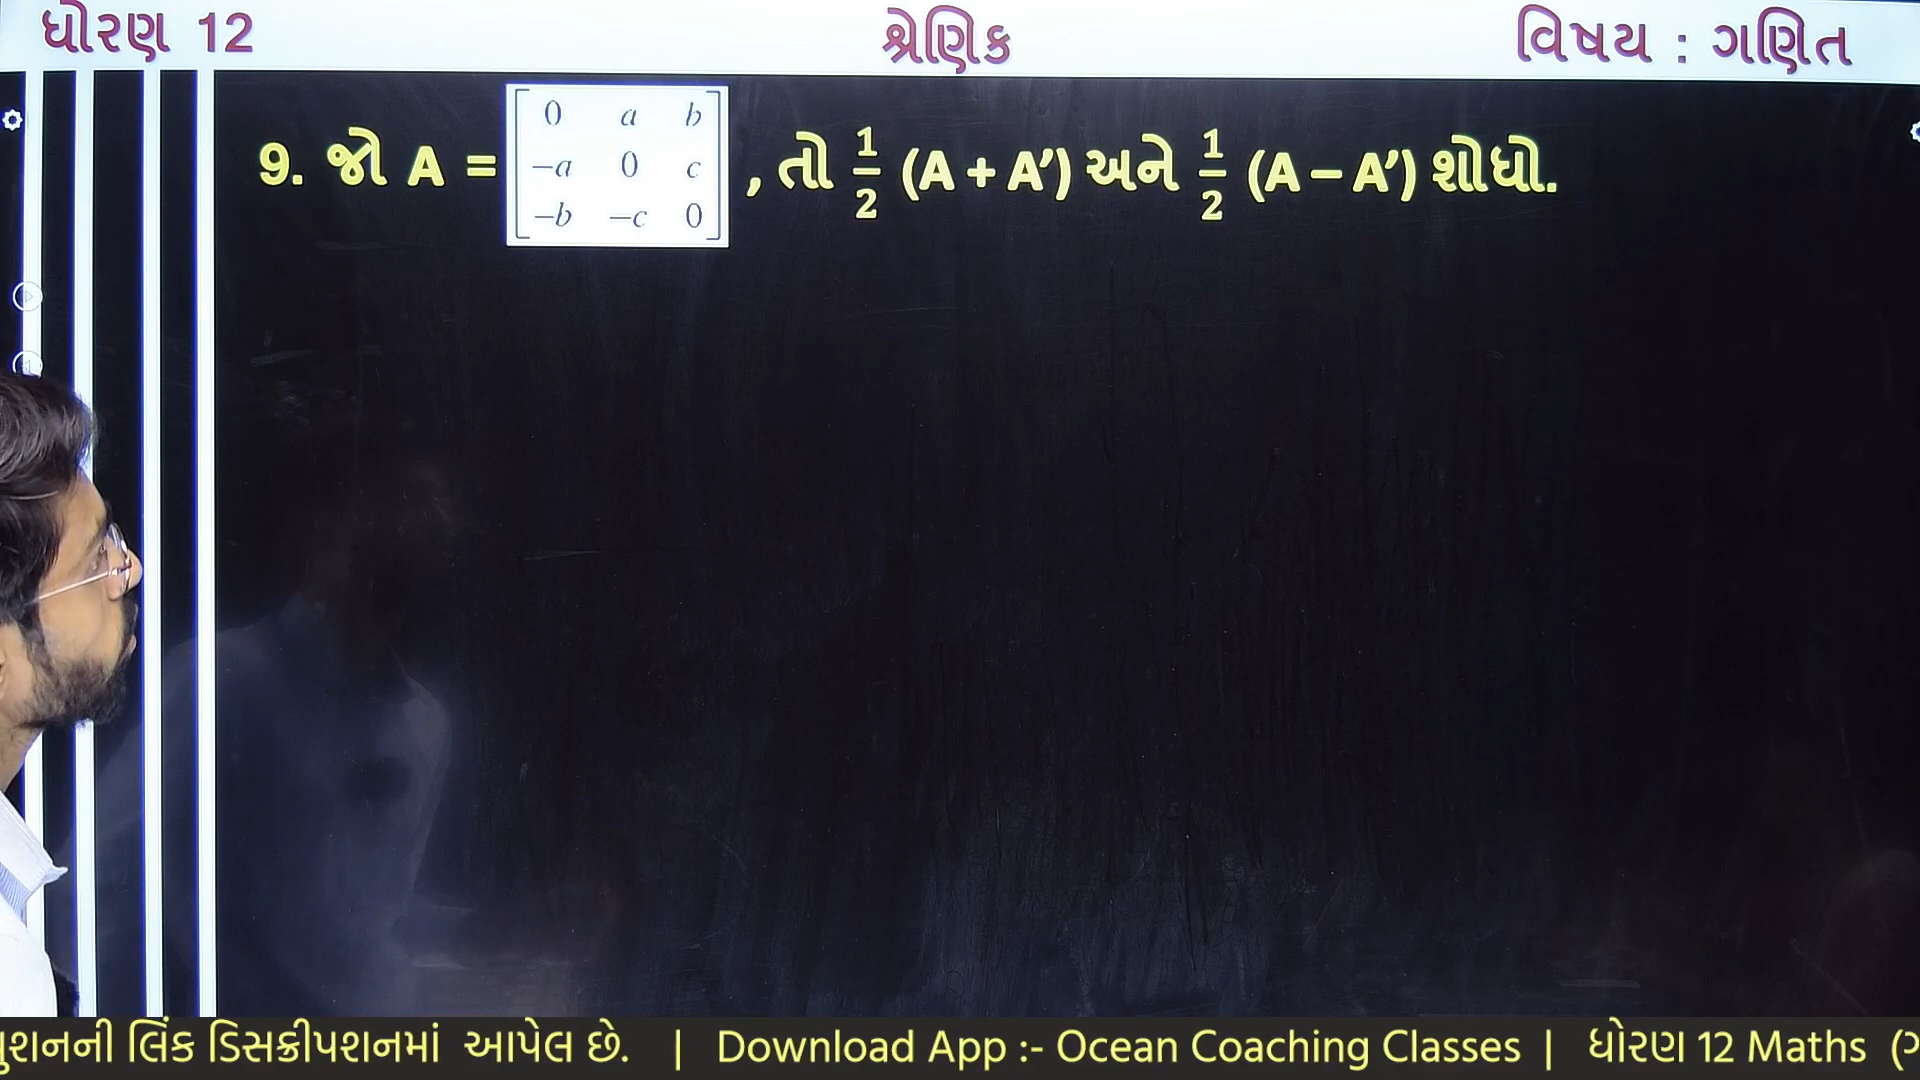 ધોરણ 12 શ્રેણિક વિષય : ગણિત
9. જો A = [0 a b
-a 0 c
-b -c 0] , તો 1/2 (A + A′) અને 1/2 (A – A′) શોધો.
લિંક ડિસક્રીપશનમાં આપેલ છે. | Download App :- Ocean Coaching Classes | ધોરણ 12 Maths